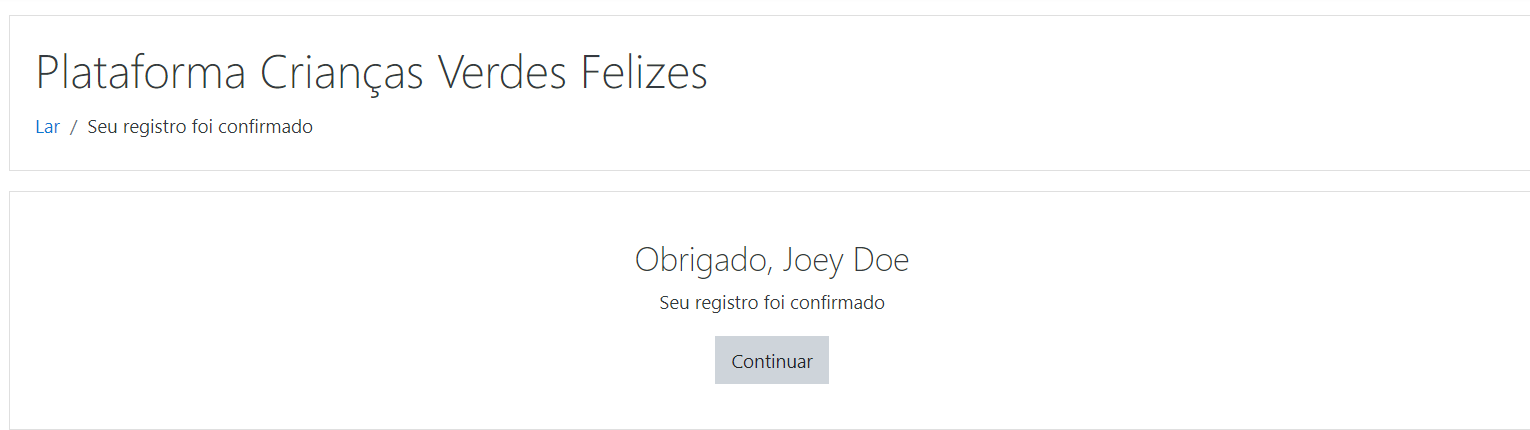 Plataforma Crianças Verdes Felizes
Lar / Seu registro foi confirmado
Obrigado, Joey Doe
Seu registro foi confirmado
Continuar